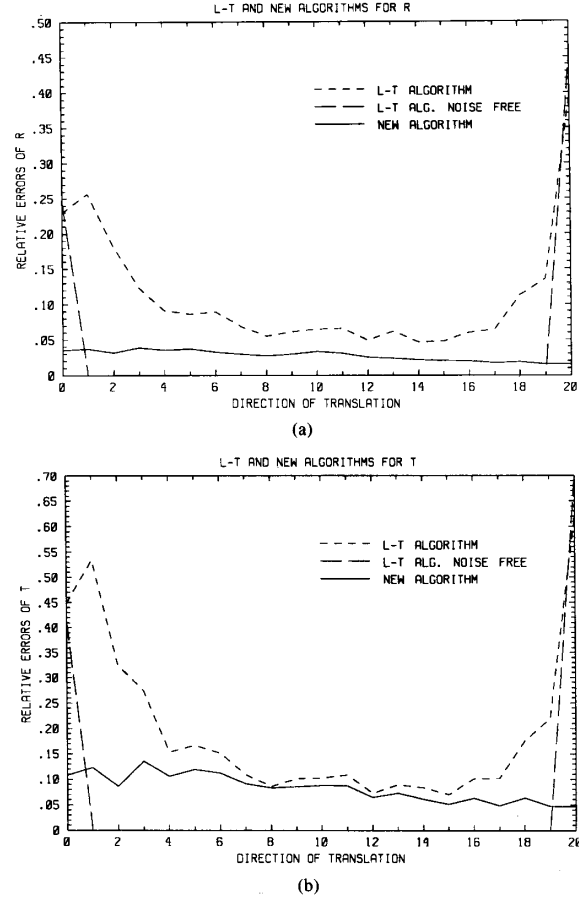 L-T AND NEW ALGORITHMS FOR R
.50
.45
.40
.35
.30
.25
.20
.15
.10
.05
0
RELATIVE ERRORS OF R
L-T ALGORITHM
L-T ALG. NOISE FREE
NEW ALGORITHM
0 2 4 6 8 10 12 14 16 18 20
DIRECTION OF TRANSLATION
(a)
L-T AND NEW ALGORITHMS FOR T
.70
.65
.60
.55
.50
.45
.40
.35
.30
.25
.20
.15
.10
.05
0
RELATIVE ERRORS OF T
L-T ALGORITHM
L-T ALG. NOISE FREE
NEW ALGORITHM
0 2 4 6 8 10 12 14 16 18 20
DIRECTION OF TRANSLATION
(b)